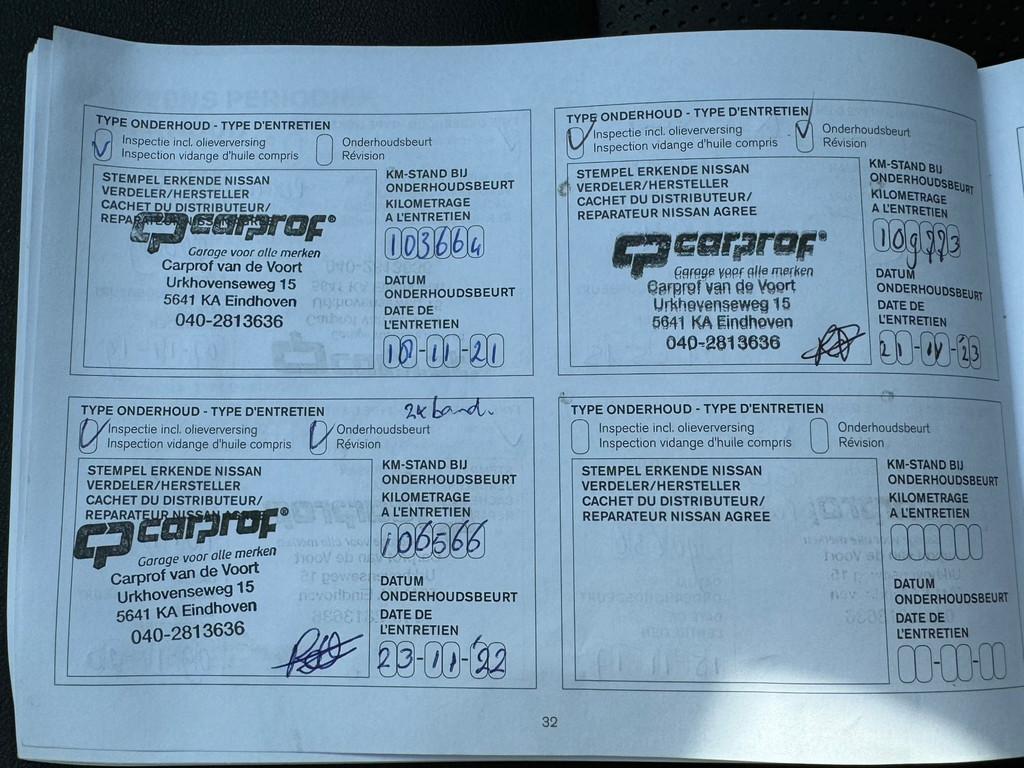 TYPE ONDERHOUD - TYPE D'ENTRETIEN
Inspectie incl. olieverversing
Inspection vidange d'huile compris
Onderhoudsbeurt
Révision
STEMPEL ERKENDE NISSAN
VERDELER/HERSTELLER
CACHET DU DISTRIBUTEUR/
REPARATEUR NISSAN AGREE
carprof®
Garage voor alle merken
Carprof van de Voort
Urkhovenseweg 15
5641 KA Eindhoven
040-2813636
KM-STAND BIJ
ONDERHOUDSBEURT
KILOMETRAGE
A L'ENTRETIEN
103664
DATUM
ONDERHOUDSBEURT
DATE DE
L'ENTRETIEN
10-11-21
TYPE ONDERHOUD - TYPE D'ENTRETIEN
Inspectie incl. olieverversing
Inspection vidange d'huile compris
Onderhoudsbeurt
Révision
STEMPEL ERKENDE NISSAN
VERDELER/HERSTELLER
CACHET DU DISTRIBUTEUR/
REPARATEUR NISSAN AGREE
carprof®
Garage voor alle merken
Carprof van de Voort
Urkhovenseweg 15
5641 KA Eindhoven
040-2813636
KM-STAND BIJ
ONDERHOUDSBEURT
KILOMETRAGE
A L'ENTRETIEN
DATUM
ONDERHOUDSBEURT
DATE DE
L'ENTRETIEN
2x band.
TYPE ONDERHOUD - TYPE D'ENTRETIEN
Inspectie incl. olieverversing
Inspection vidange d'huile compris
Onderhoudsbeurt
Révision
STEMPEL ERKENDE NISSAN
VERDELER/HERSTELLER
CACHET DU DISTRIBUTEUR/
REPARATEUR NISSAN AGREE
carprof®
Garage voor alle merken
Carprof van de Voort
Urkhovenseweg 15
5641 KA Eindhoven
040-2813636
KM-STAND BIJ
ONDERHOUDSBEURT
KILOMETRAGE
A L'ENTRETIEN
106566
DATUM
ONDERHOUDSBEURT
DATE DE
L'ENTRETIEN
23-11-22
TYPE ONDERHOUD - TYPE D'ENTRETIEN
Inspectie incl. olieverversing
Inspection vidange d'huile compris
Onderhoudsbeurt
Révision
STEMPEL ERKENDE NISSAN
VERDELER/HERSTELLER
CACHET DU DISTRIBUTEUR/
REPARATEUR NISSAN AGREE
KM-STAND BIJ
ONDERHOUDSBEURT
KILOMETRAGE
A L'ENTRETIEN
DATUM
ONDERHOUDSBEURT
DATE DE
L'ENTRETIEN
32